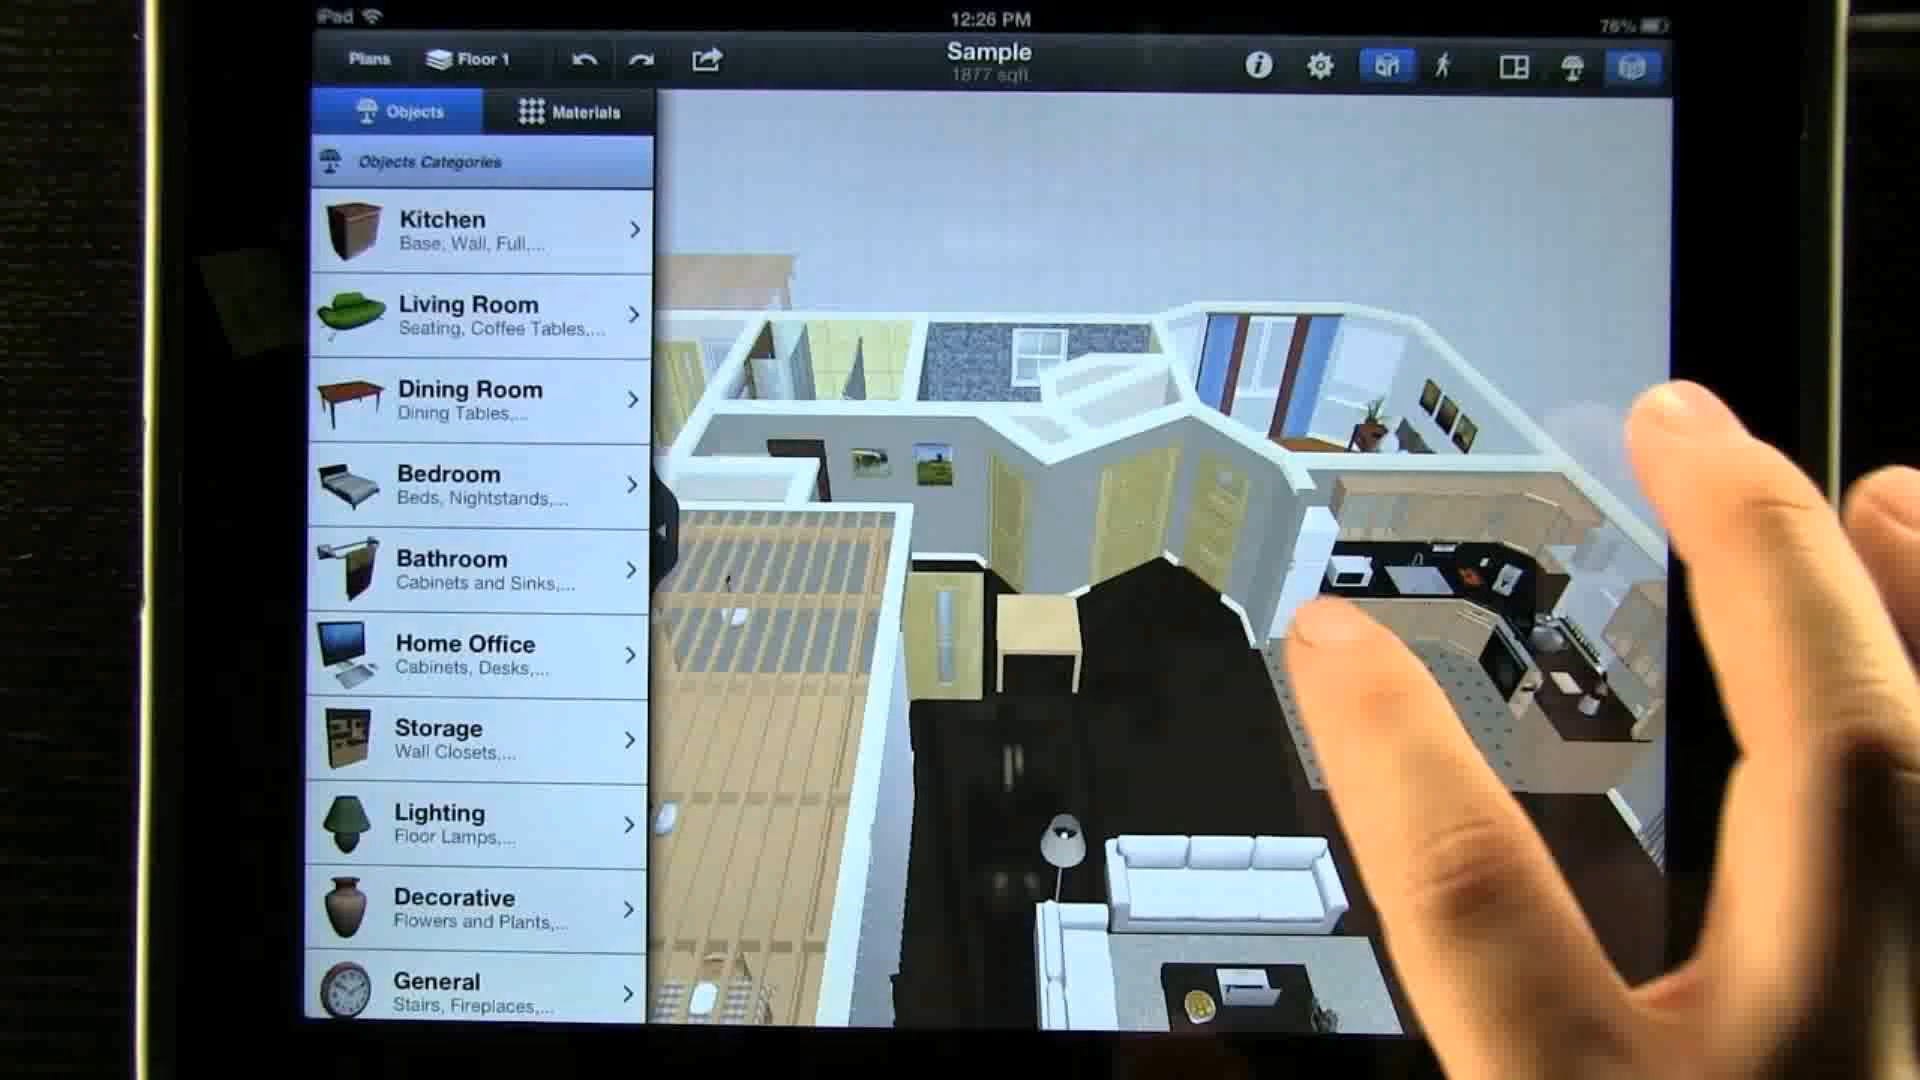 iPad 12:26 PM 76%
Plans Floor 1 Sample
1877 sqft
Objects Materials
Objects Categories
Kitchen
Base, Wall, Full,...
Living Room
Seating, Coffee Tables,...
Dining Room
Dining Tables,...
Bedroom
Beds, Nightstands,...
Bathroom
Cabinets and Sinks,...
Home Office
Cabinets, Desks,...
Storage
Wall Closets,...
Lighting
Floor Lamps,...
Decorative
Flowers and Plants,...
General
Stairs, Fireplaces,...